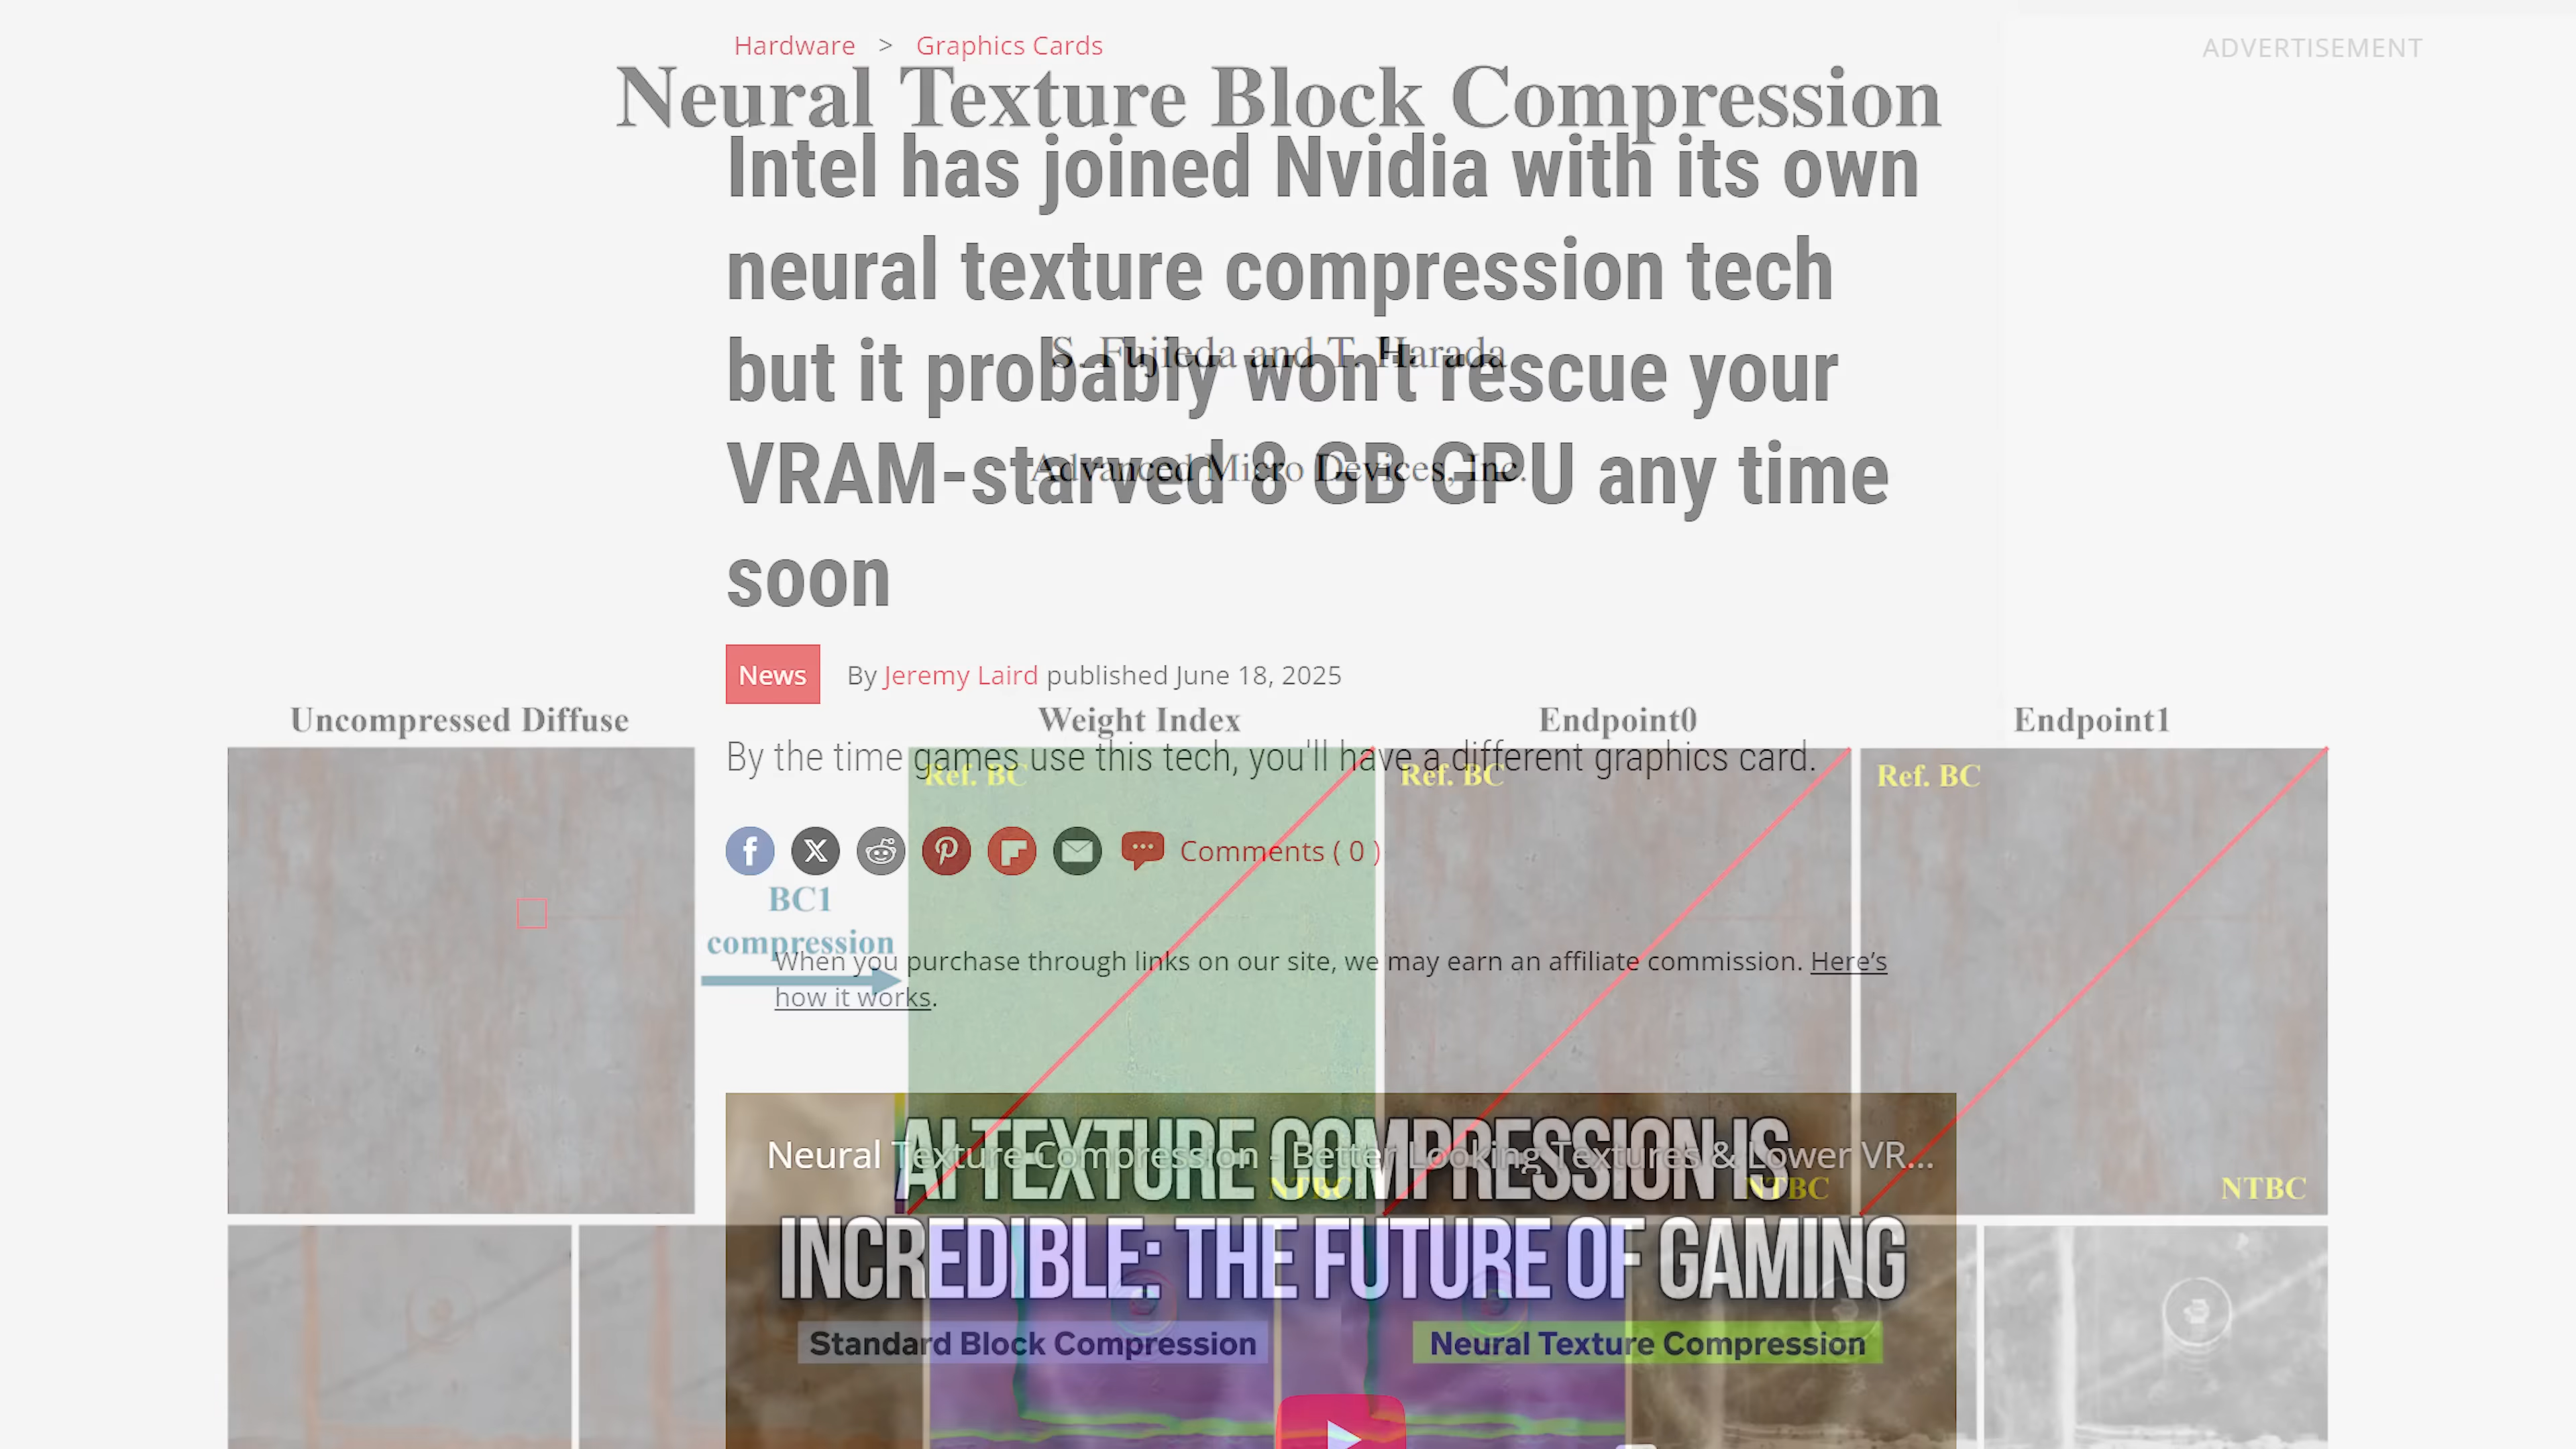 Hardware > Graphics Cards
ADVERTISEMENT
Neural Texture Block Compression
Intel has joined Nvidia with its own
neural texture compression tech
but it probably won't rescue your
VRAM-starved 8 GB GPU any time
soon
S. Fujieda and T. Harada
Advanced Micro Devices, Inc.
News By Jeremy Laird published June 18, 2025
Uncompressed Diffuse Weight Index Endpoint0 Endpoint1
By the time games use this tech, you'll have a different graphics card.
Ref. BC Ref. BC Ref. BC
Comments ( 0 )
BC1
compression
When you purchase through links on our site, we may earn an affiliate commission. Here's
how it works.
Neural Texture Compression - Better Looking Textures & Lower VR...
AI TEXTURE COMPRESSION IS
INCREDIBLE: THE FUTURE OF GAMING
NTBC NTBC NTBC
Standard Block Compression Neural Texture Compression